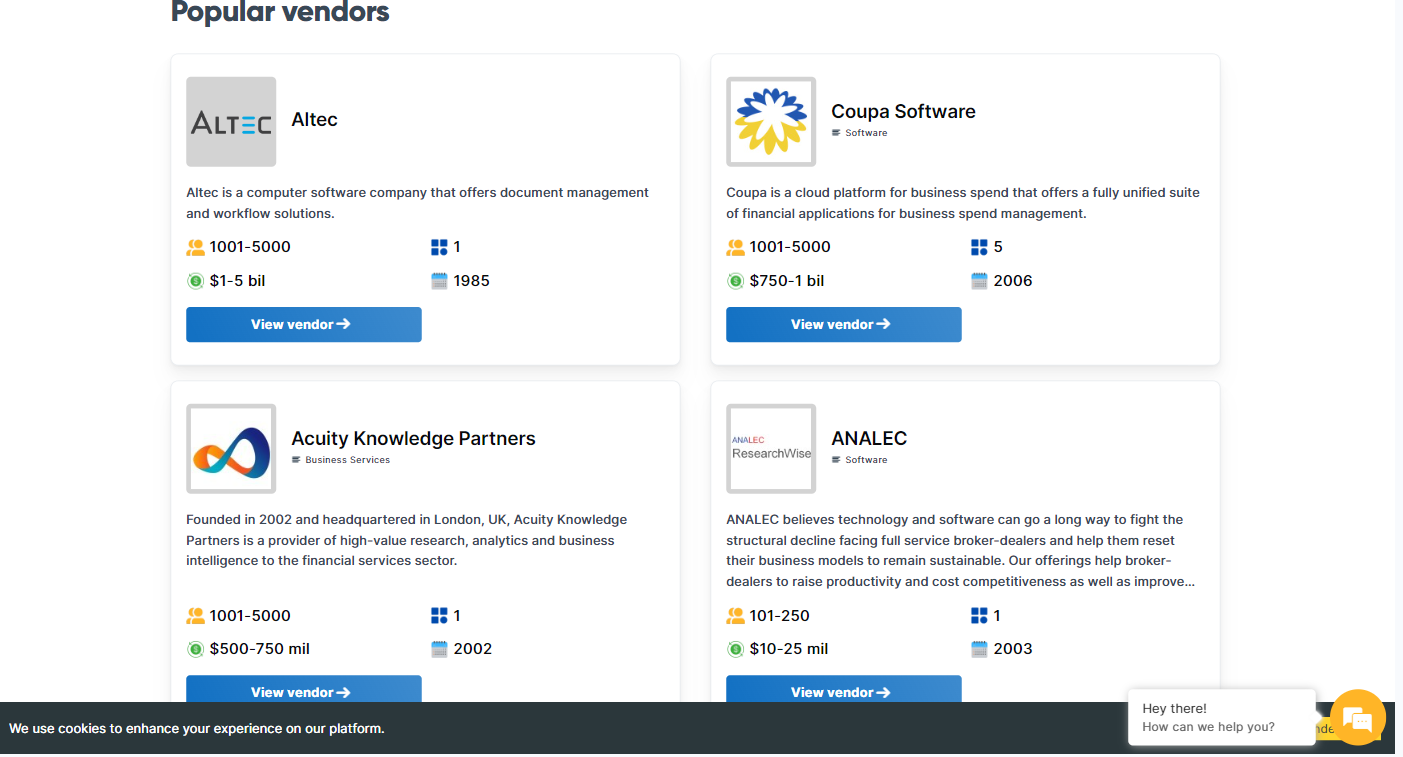 Popular vendors
ALTEC
Altec
Altec is a computer software company that offers document management
and workflow solutions.
1001-5000
1
$1-5 bil
1985
View vendor→
Coupa Software
Software
Coupa is a cloud platform for business spend that offers a fully unified suite
of financial applications for business spend management.
1001-5000
5
$750-1 bil
2006
View vendor→
Acuity Knowledge Partners
Business Services
Founded in 2002 and headquartered in London, UK, Acuity Knowledge
Partners is a provider of high-value research, analytics and business
intelligence to the financial services sector.
1001-5000
1
$500-750 mil
2002
View vendor→
ANALEC
ResearchWise
ANALEC
Software
ANALEC believes technology and software can go a long way to fight the
structural decline facing full service broker-dealers and help them reset
their business models to remain sustainable. Our offerings help broker-
dealers to raise productivity and cost competitiveness as well as improve...
101-250
1
$10-25 mil
2003
View vendor→
We use cookies to enhance your experience on our platform.
Hey there!
How can we help you?